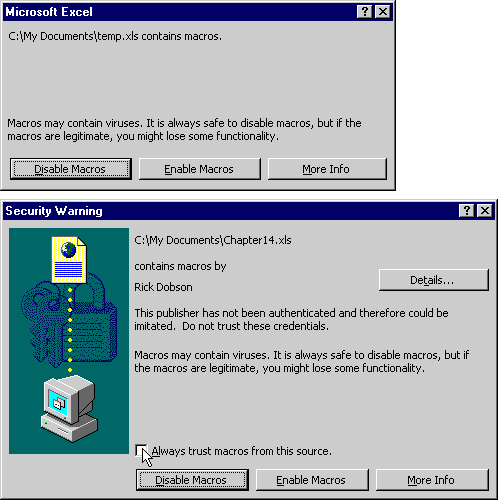 Microsoft Excel
C:\My Documents\temp.xls contains macros.
Macros may contain viruses. It is always safe to disable macros, but if the
macros are legitimate, you might lose some functionality.
Disable Macros
Enable Macros
More Info
Security Warning
C:\My Documents\Chapter14.xls
contains macros by
Details...
Rick Dobson
This publisher has not been authenticated and therefore could be
imitated. Do not trust these credentials.
Macros may contain viruses. It is always safe to disable macros, but if
the macros are legitimate, you might lose some functionality.
Always trust macros from this source.
Disable Macros
Enable Macros
More Info